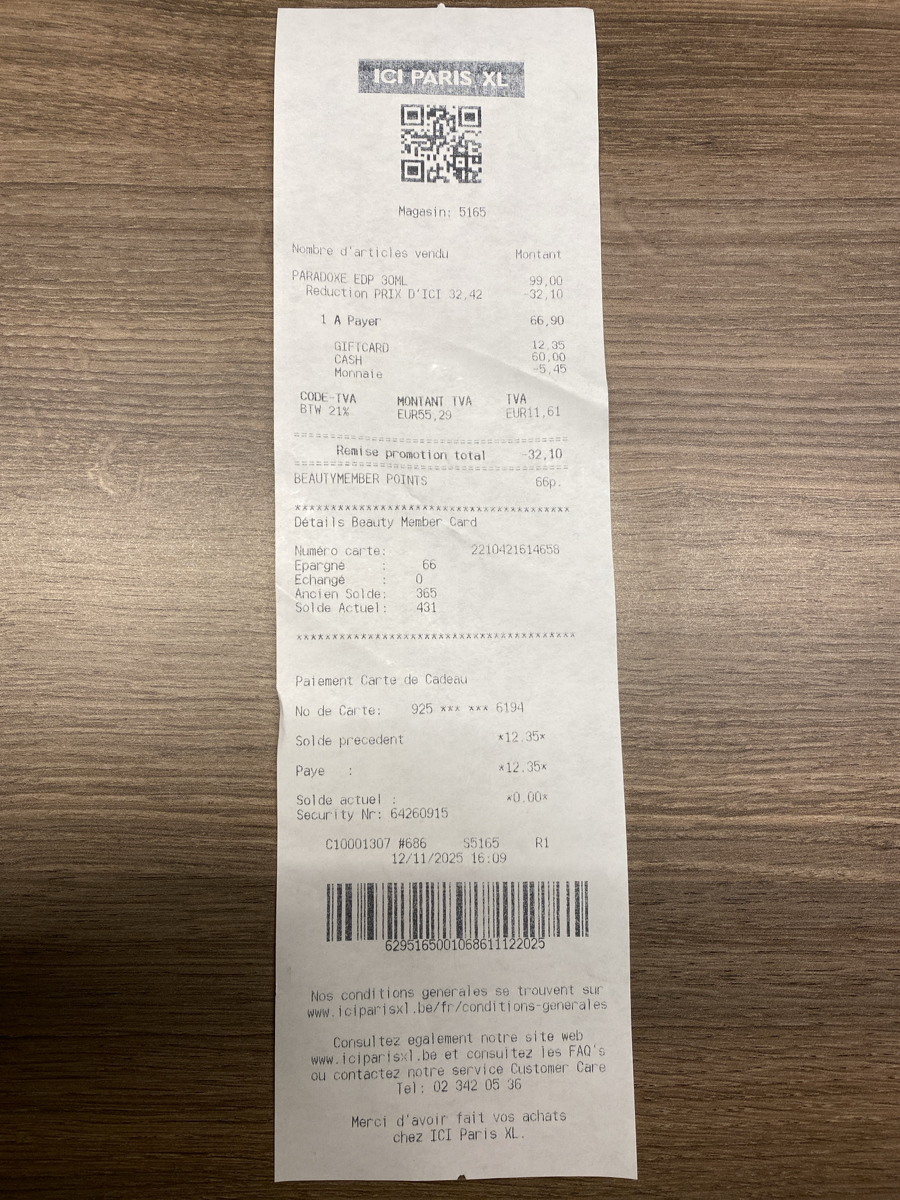 ICI PARIS XL
Magasin: 5165
Nombre d'articles vendu Montant
PARADOXE EDP 30ML 99,00
Reduction PRIX D'ICI 32,42 -32,10
1 A Payer 66,90
GIFTCARD 12,35
CASH 60,00
Monnaie -5,45
CODE-TVA MONTANT TVA TVA
BTW 21% EUR55,29 EUR11,61
Remise promotion total -32,10
BEAUTYMEMBER POINTS 66p.
****************************************
Détails Beauty Member Card
Numéro carte: 2210421614658
Epargné : 66
Echangé : 0
Ancien Solde: 365
Solde Actuel: 431
****************************************
Paiement Carte de Cadeau
No de Carte: 925 *** *** 6194
Solde precedent *12.35*
Paye : *12.35*
Solde actuel : *0.00*
Security Nr: 64260915
C10001307 #686 S5165 R1
12/11/2025 16:09
6295165001068611122025
Nos conditions generales se trouvent sur
www.iciparisxl.be/fr/conditions-generales
Consultez egalement notre site web
www.iciparisxl.be et consultez les FAQ's
ou contactez notre service Customer Care
Tel: 02 342 05 36
Merci d'avoir fait vos achats
chez ICI Paris XL.